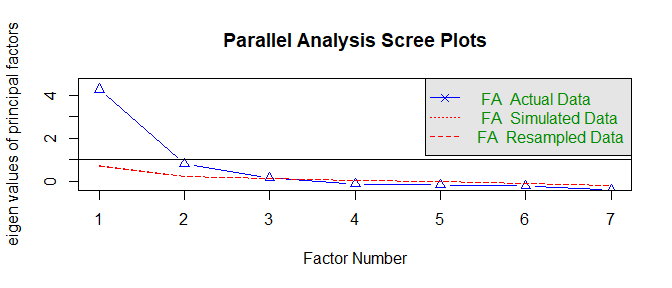 Parallel Analysis Scree Plots
eigen values of principal factors
4
2
0
FA Actual Data
FA Simulated Data
FA Resampled Data
1 2 3 4 5 6 7
Factor Number